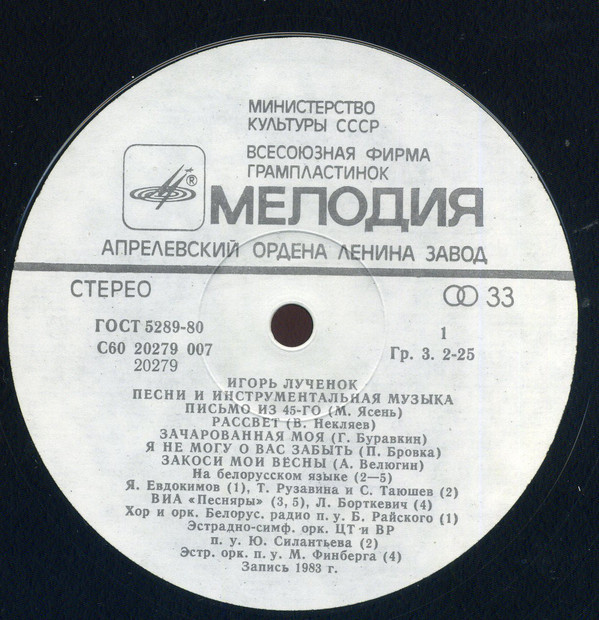 МИНИСТЕРСТВО
КУЛЬТУРЫ СССР
ВСЕСОЮЗНАЯ ФИРМА
ГРАМПЛАСТИНОК
®
МЕЛОДИЯ
АПРЕЛЕВСКИЙ ОРДЕНА ЛЕНИНА ЗАВОД
СТЕРЕО
33
ГОСТ 5289-80
1
С60 20279 007
Гр. 3. 2-25
20279
ИГОРЬ ЛУЧЕНОК
ПЕСНИ И ИНСТРУМЕНТАЛЬНАЯ МУЗЫКА
ПИСЬМО ИЗ 45-ГО (М. Ясень)
РАССВЕТ (В. Некляев)
ЗАЧАРОВАННАЯ МОЯ (Г. Буравкин)
Я НЕ МОГУ О ВАС ЗАБЫТЬ (П. Бровка)
ЗАКОСИ МОИ ВЕСНЫ (А. Велюгин)
На белорусском языке (2—5)
Я. Евдокимов (1), Т. Рузавина и С. Таюшев (2)
ВИА «Песняры» (3, 5), Л. Борткевич (4)
Хор и орк. Белорус. радио п. у. Б. Райского (1)
Эстрадно-симф. орк. ЦТ и ВР
п. у. Ю. Силантьева (2)
Эстр. орк. п. у. М. Финберга (4)
Запись 1983 г.